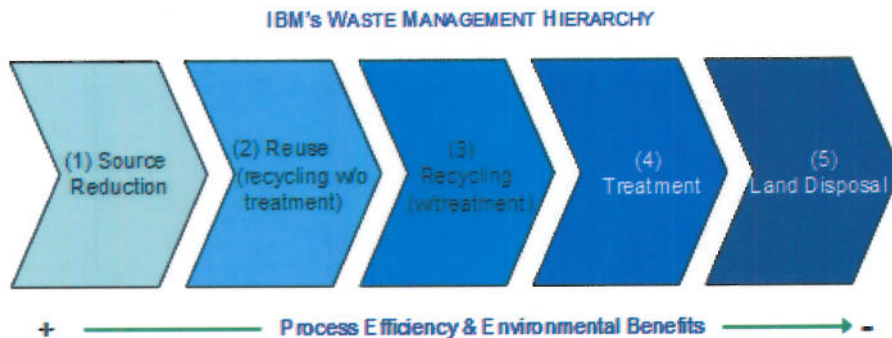 IBM's WASTE MANAGEMENT HIERARCHY
(1) Source
Reduction
(2) Reuse
(recycling w/o
treatment)
(3)
Recycling
(w/treatment)
(4)
Treatment
(5)
Land Disposal
+ Process Efficiency & Environmental Benefits -